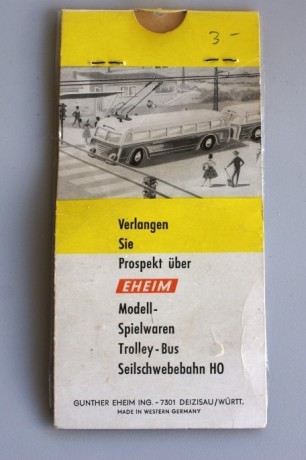 3-
Verlangen
Sie
Prospekt über
EHEIM
Modell-
Spielwaren
Trolley-Bus
Seilschwebebahn HO
GUNTHER EHEIM ING. - 7301 DEIZISAU/WÜRTT.
MADE IN WESTERN GERMANY